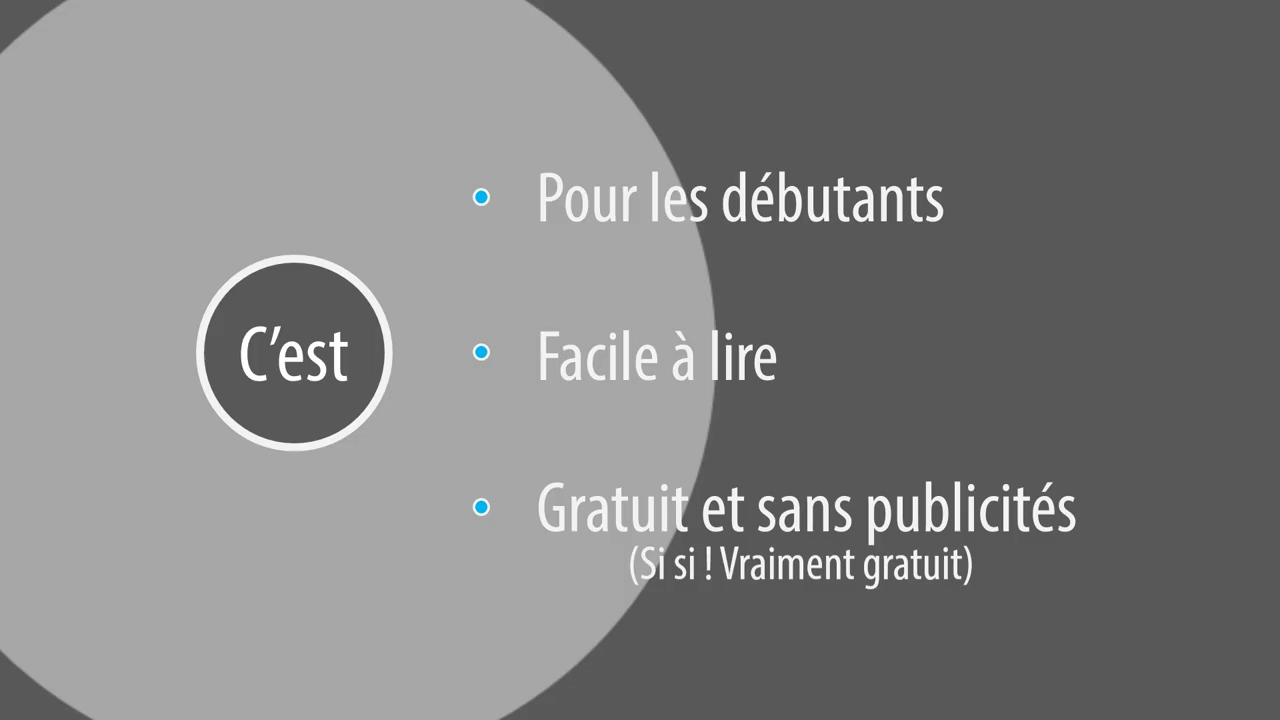 C’est
Pour les débutants
Facile à lire
Gratuit et sans publicités
(Si si ! Vraiment gratuit)